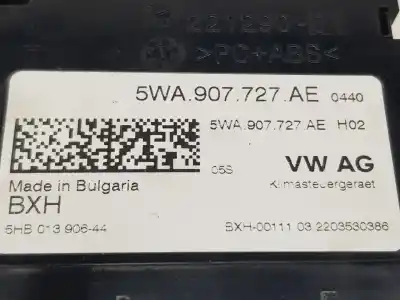 221290-
>PC+ABS<
5WA.907.727.AE 0440
5WA.907.727.AE H02
05S VW AG
Made in Bulgaria Klimasteuergeraet
BXH
5HB 013.906-44 BXH-00111 03.2203530386